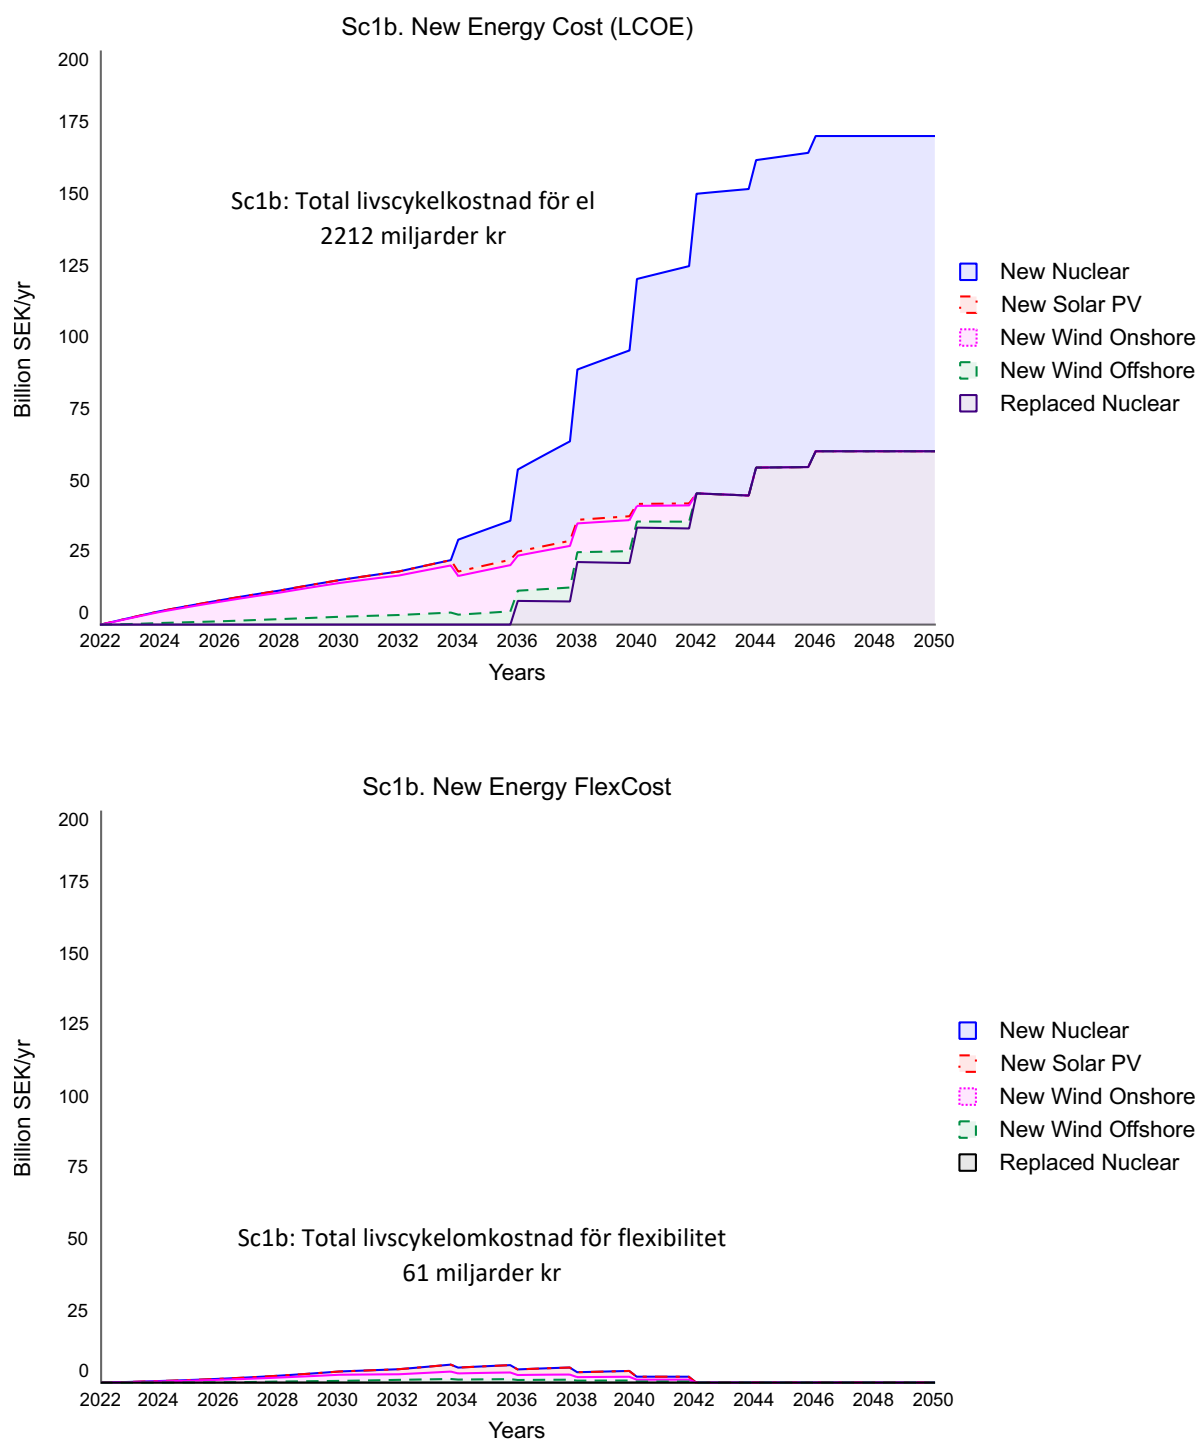 Sc1b. New Energy Cost (LCOE)
200
175
150
125
100
75
50
25
0
Billion SEK/yr
Sc1b: Total livscykelkostnad för el
2212 miljarder kr
New Nuclear
New Solar PV
New Wind Onshore
New Wind Offshore
Replaced Nuclear
2022 2024 2026 2028 2030 2032 2034 2036 2038 2040 2042 2044 2046 2048 2050
Years
Sc1b. New Energy FlexCost
200
175
150
125
100
75
50
25
0
Billion SEK/yr
New Nuclear
New Solar PV
New Wind Onshore
New Wind Offshore
Replaced Nuclear
Sc1b: Total livscykelomkostnad för flexibilitet
61 miljarder kr
2022 2024 2026 2028 2030 2032 2034 2036 2038 2040 2042 2044 2046 2048 2050
Years